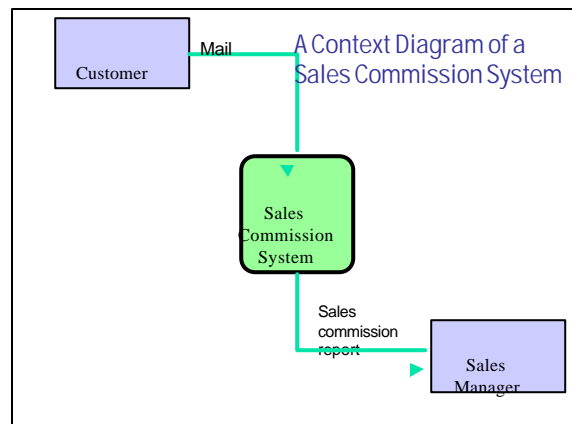 A Context Diagram of a
Sales Commission System
Customer
Mail
Sales
Commission
System
Sales
commission
report
Sales
Manager